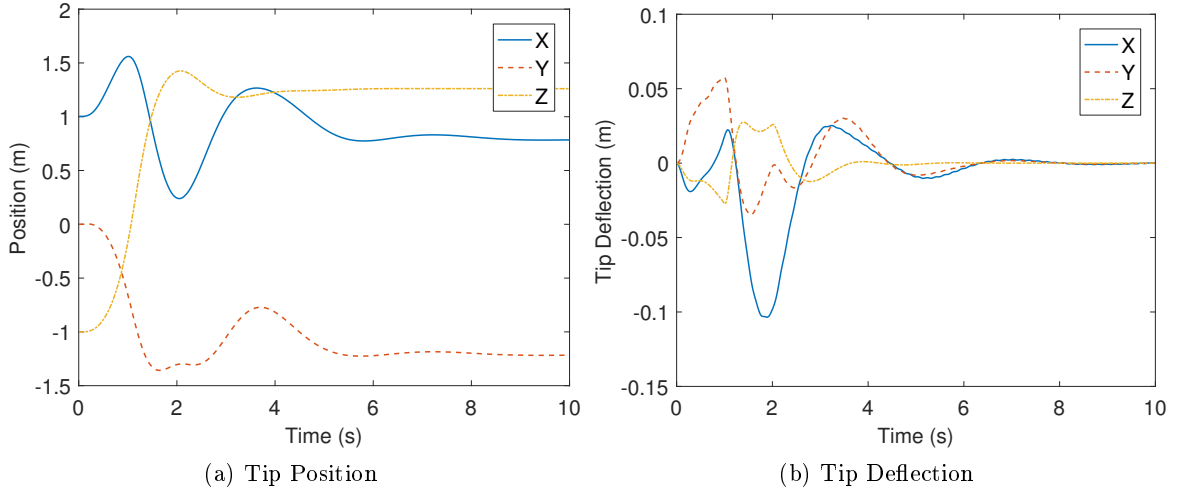 2
1.5
1
0.5
0
-0.5
-1
-1.5
Position (m)
X
Y
Z
0 2 4 6 8 10
Time (s)
(a) Tip Position
0.1
0.05
0
-0.05
-0.1
-0.15
Tip Deflection (m)
X
Y
Z
0 2 4 6 8 10
Time (s)
(b) Tip Deflection